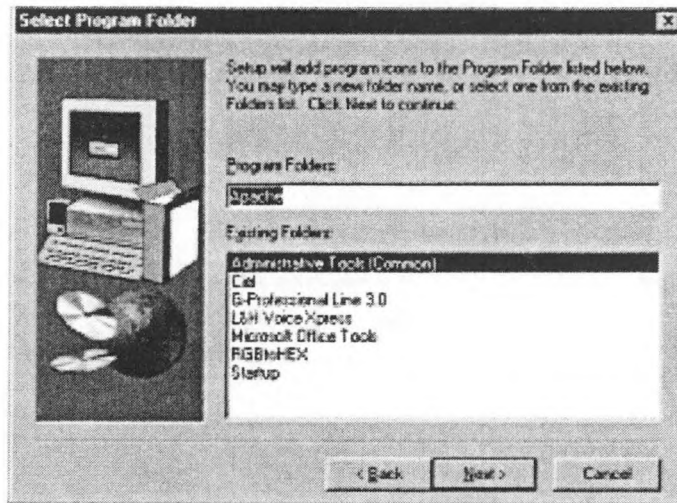 Select Program Folder
Setup will add program icons to the Program Folder listed below.
You may type a new folder name, or select one from the existing
Folders list. Click Next to continue.
Program Folders:
Apache
Existing Folders:
Administrative Tools (Common)
G-Professional Line 3.0
L&H Voice Xpress
Microsoft Office Tools
RGBtoHEX
Startup
< Back
Next >
Cancel